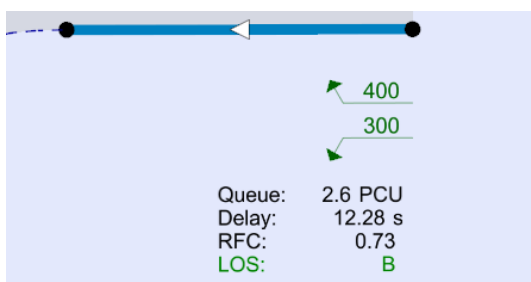 400
300
Queue: 2.6 PCU
Delay: 12.28 s
RFC: 0.73
LOS: B